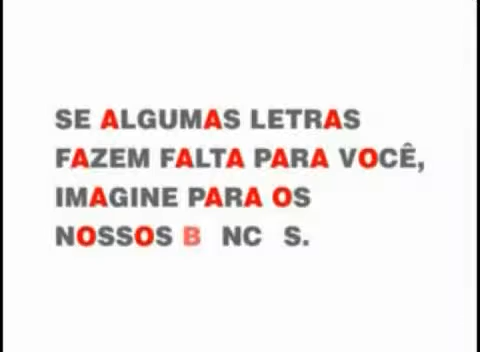 SE ALGUMAS LETRAS
FAZEM FALTA PARA VOCÊ,
IMAGINE PARA OS
NOSSOS B NC S.